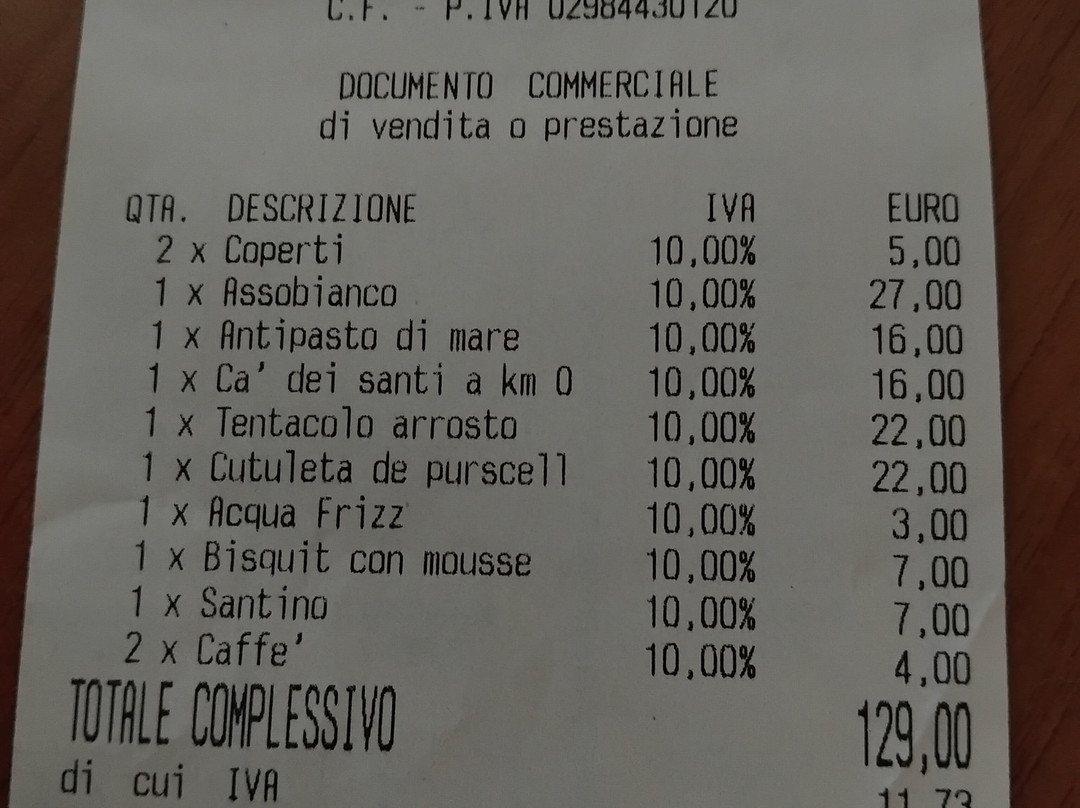 C.F. - P.IVA 02984430120
DOCUMENTO COMMERCIALE
di vendita o prestazione
QTA. DESCRIZIONE IVA EURO
2 x Coperti 10,00% 5,00
1 x Assobianco 10,00% 27,00
1 x Antipasto di mare 10,00% 16,00
1 x Ca' dei santi a km 0 10,00% 16,00
1 x Tentacolo arrosto 10,00% 22,00
1 x Cutuleta de purscell 10,00% 22,00
1 x Acqua Frizz 10,00% 3,00
1 x Bisquit con mousse 10,00% 7,00
1 x Santino 10,00% 7,00
2 x Caffe' 10,00% 4,00
TOTALE COMPLESSIVO 129,00
di cui IVA 11,73